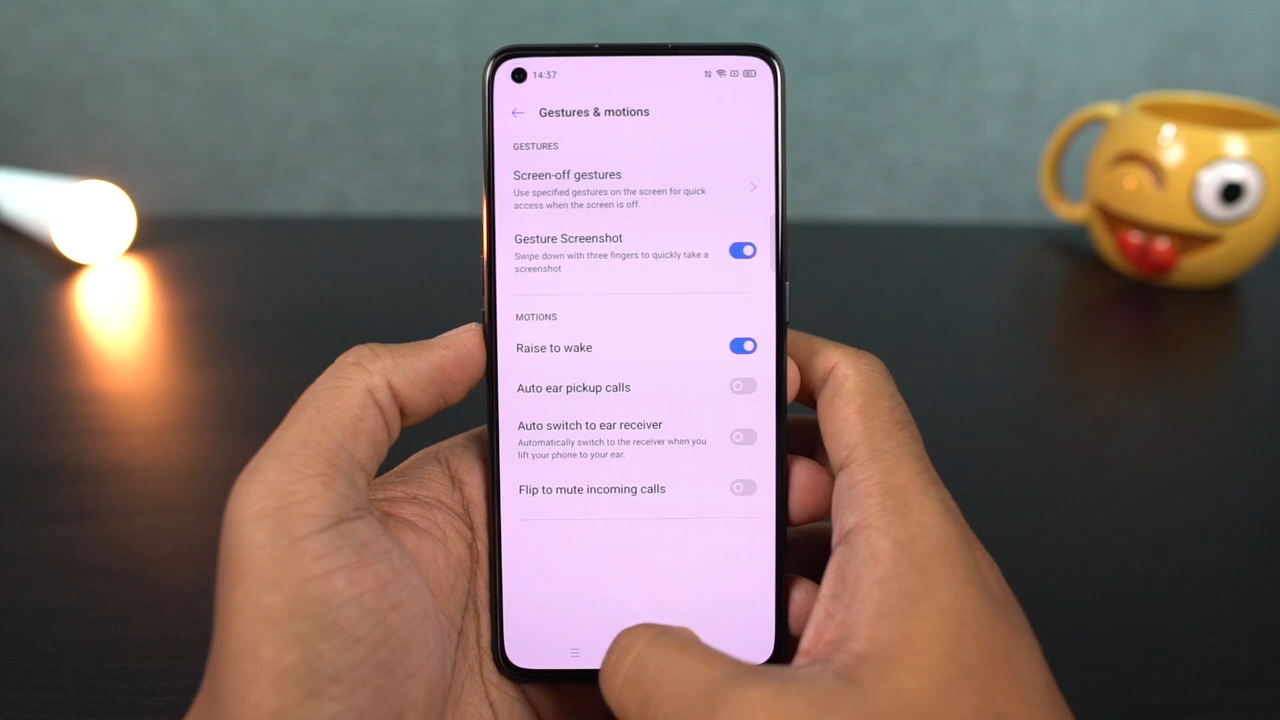 14:37
Gestures & motions
GESTURES
Screen-off gestures
Use specified gestures on the screen for quick
access when the screen is off.
Gesture Screenshot
Swipe down with three fingers to quickly take a
screenshot
MOTIONS
Raise to wake
Auto ear pickup calls
Auto switch to ear receiver
Automatically switch to the receiver when you
lift your phone to your ear.
Flip to mute incoming calls